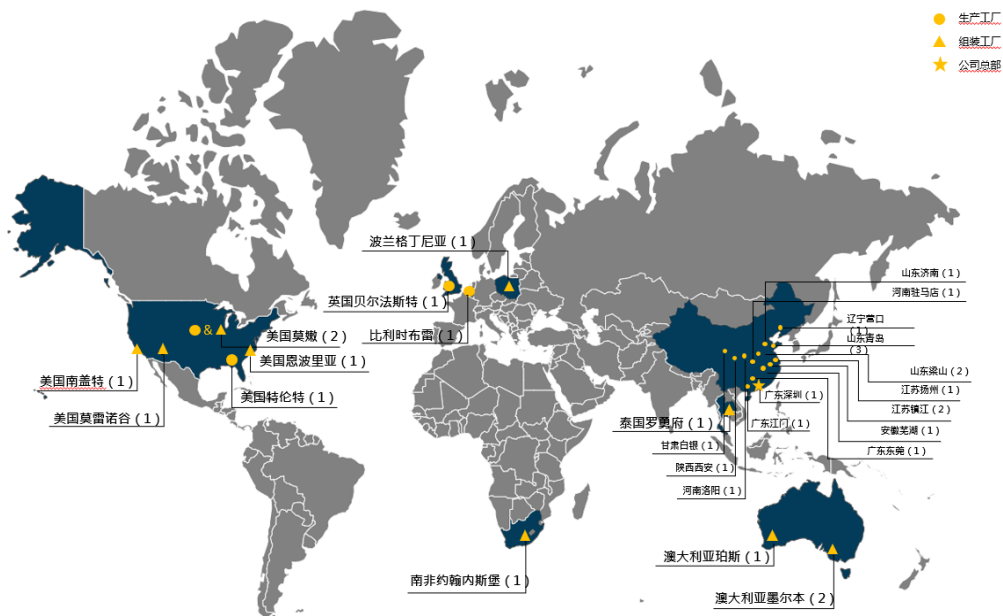 生产工厂
组装工厂
公司总部
波兰格丁尼亚（1）
英国贝尔法斯特（1）
比利时布雷（1）
&
美国莫嫩（2）
美国恩波里亚（1）
美国南盖特（1）
美国特伦特（1）
美国莫雷诺谷（1）
山东济南（1）
河南驻马店（1）
辽宁营口（1）
山东青岛（3）
山东梁山（2）
江苏扬州（1）
江苏镇江（2）
安徽芜湖（1）
广东东莞（1）
广东深圳（1）
广东江门（1）
泰国罗勇府（1）
甘肃白银（1）
陕西西安（1）
河南洛阳（1）
南非约翰内斯堡（1）
澳大利亚珀斯（1）
澳大利亚墨尔本（2）